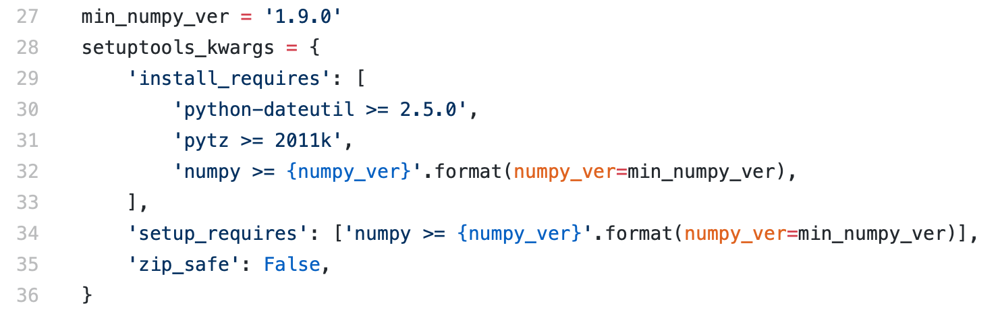 27 min_numpy_ver = '1.9.0'
28 setuptools_kwargs = {
29 'install_requires': [
30 'python-dateutil >= 2.5.0',
31 'pytz >= 2011k',
32 'numpy >= {numpy_ver}'.format(numpy_ver=min_numpy_ver),
33 ],
34 'setup_requires': ['numpy >= {numpy_ver}'.format(numpy_ver=min_numpy_ver)],
35 'zip_safe': False,
36 }